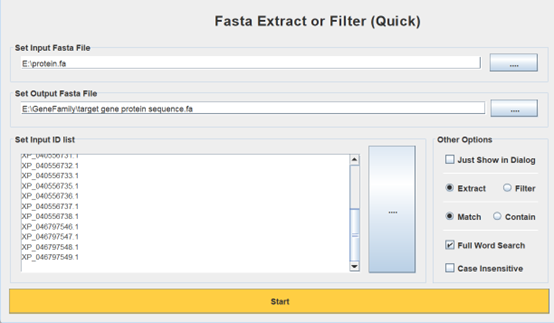 Fasta Extract or Filter (Quick)
Set Input Fasta File
E:\protein.fa
....
Set Output Fasta File
E:\GeneFamily\target gene protein sequence.fa
....
Set Input ID list
XP_040556731.1
XP_040556732.1
XP_040556733.1
XP_040556735.1
XP_040556736.1
XP_040556737.1
XP_040556738.1
XP_046797546.1
XP_046797547.1
XP_046797548.1
XP_046797549.1
....
Other Options
Just Show in Dialog
Extract Filter
Match Contain
Full Word Search
Case Insensitive
Start